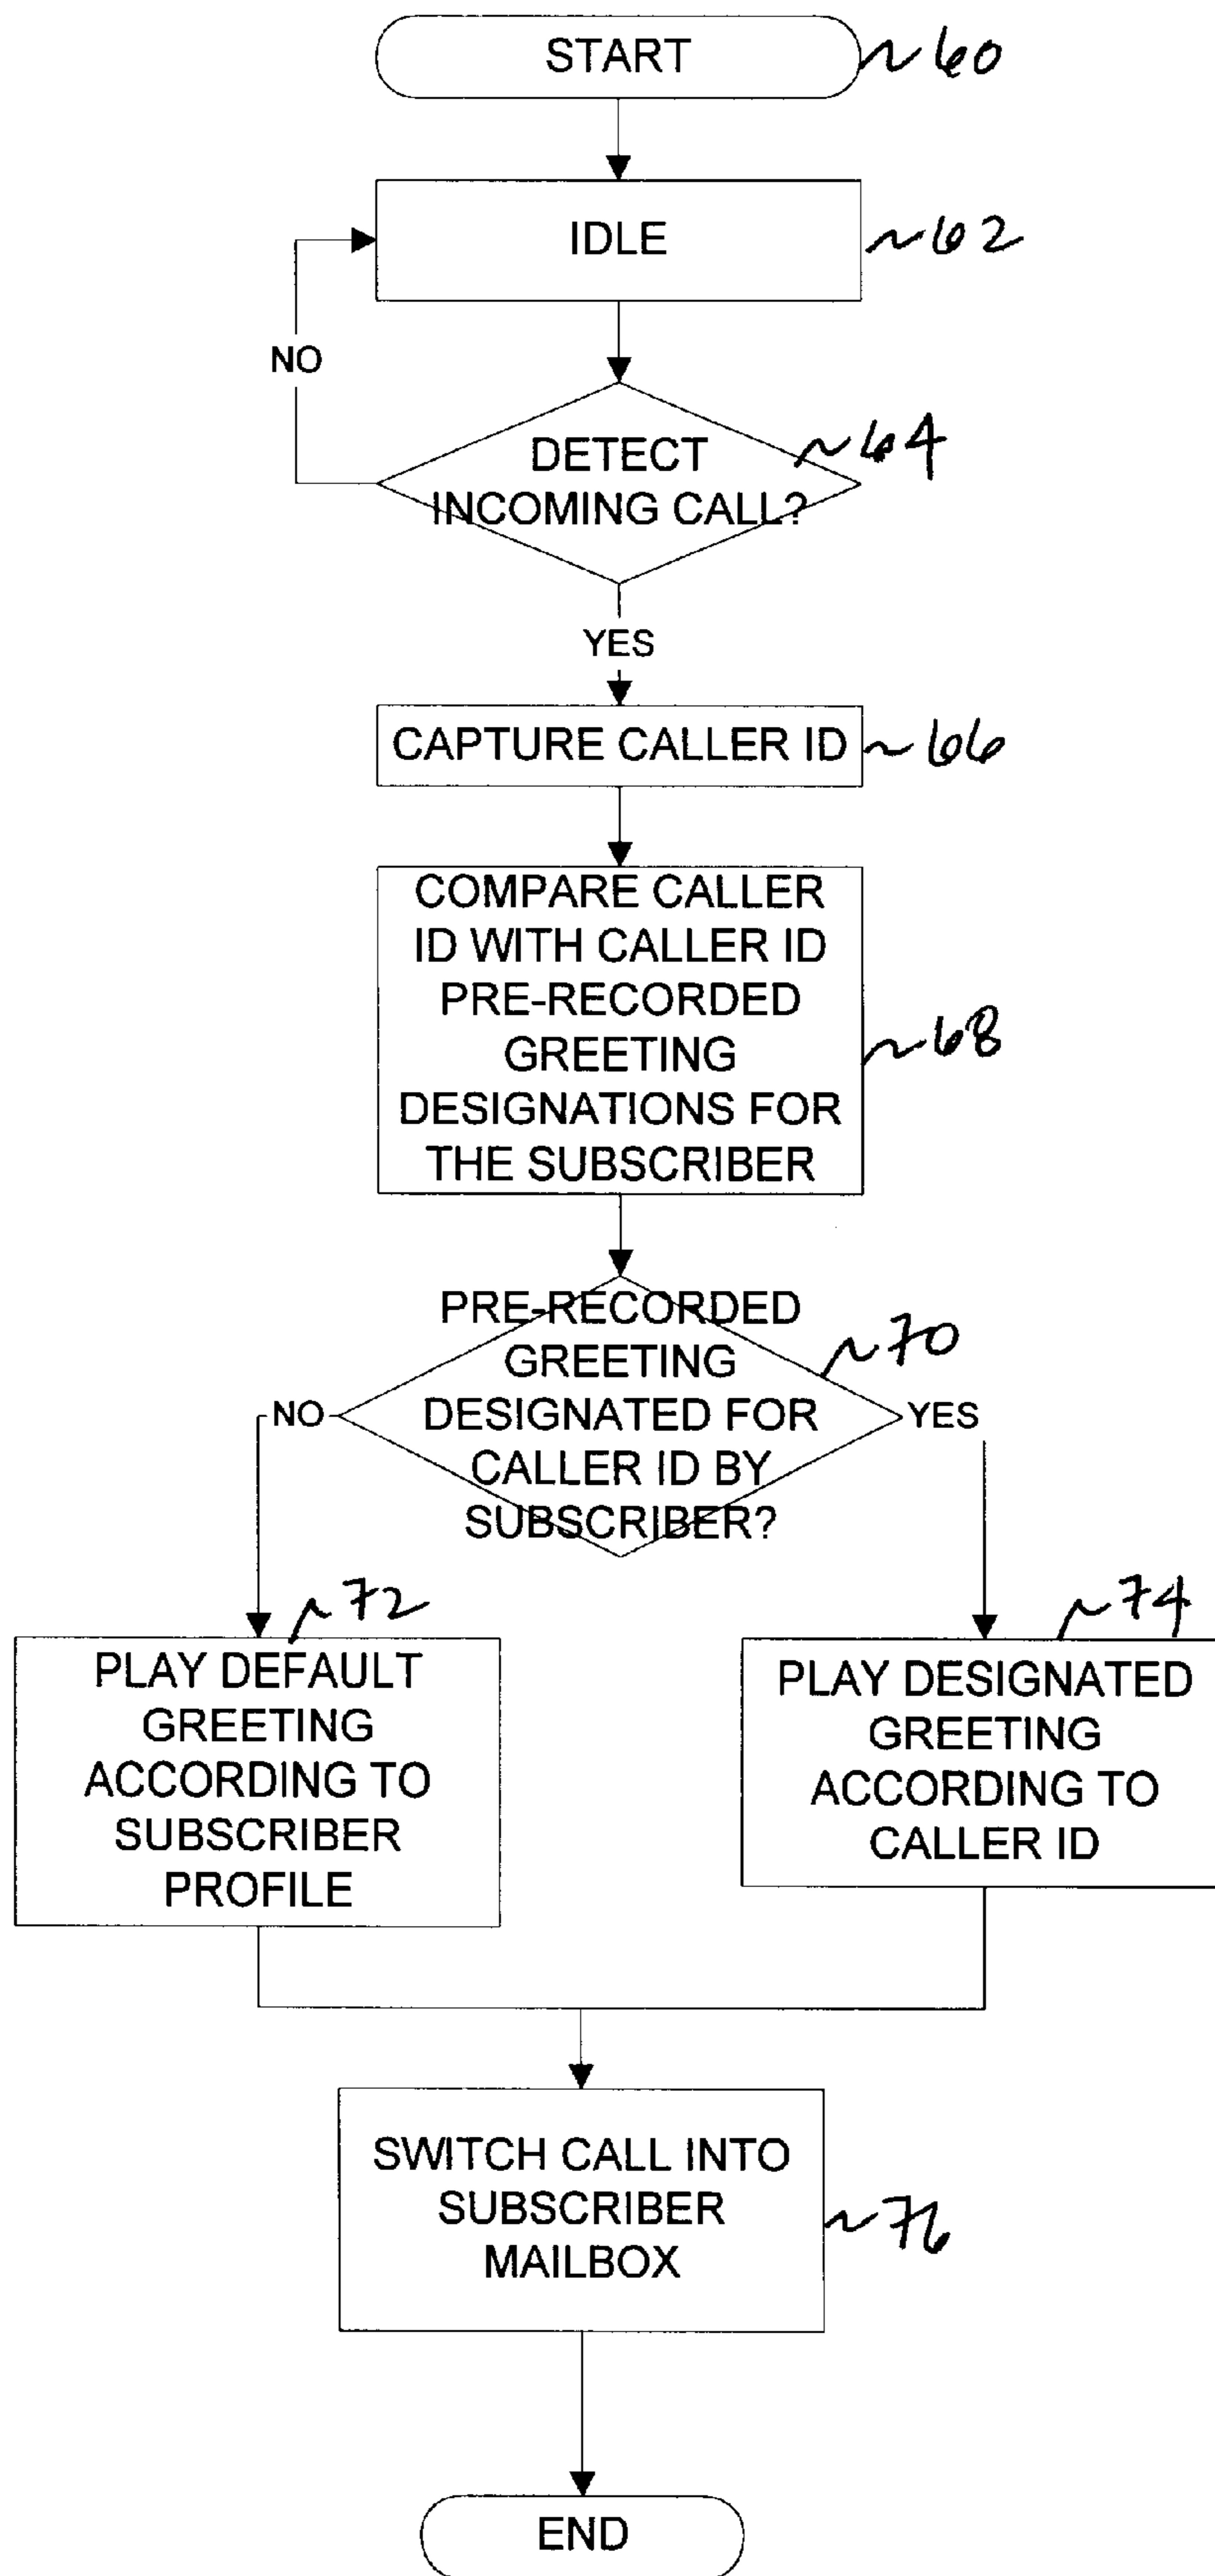 START ~60
IDLE ~62
NO
DETECT ~64
INCOMING CALL?
YES
CAPTURE CALLER ID ~66
COMPARE CALLER
ID WITH CALLER ID
PRE-RECORDED
GREETING ~68
DESIGNATIONS FOR
THE SUBSCRIBER
PRE-RECORDED
GREETING ~70
NO DESIGNATED FOR YES
CALLER ID BY
SUBSCRIBER?
~72
PLAY DEFAULT
GREETING
ACCORDING TO
SUBSCRIBER
PROFILE
~74
PLAY DESIGNATED
GREETING
ACCORDING TO
CALLER ID
SWITCH CALL INTO
SUBSCRIBER ~76
MAILBOX
END